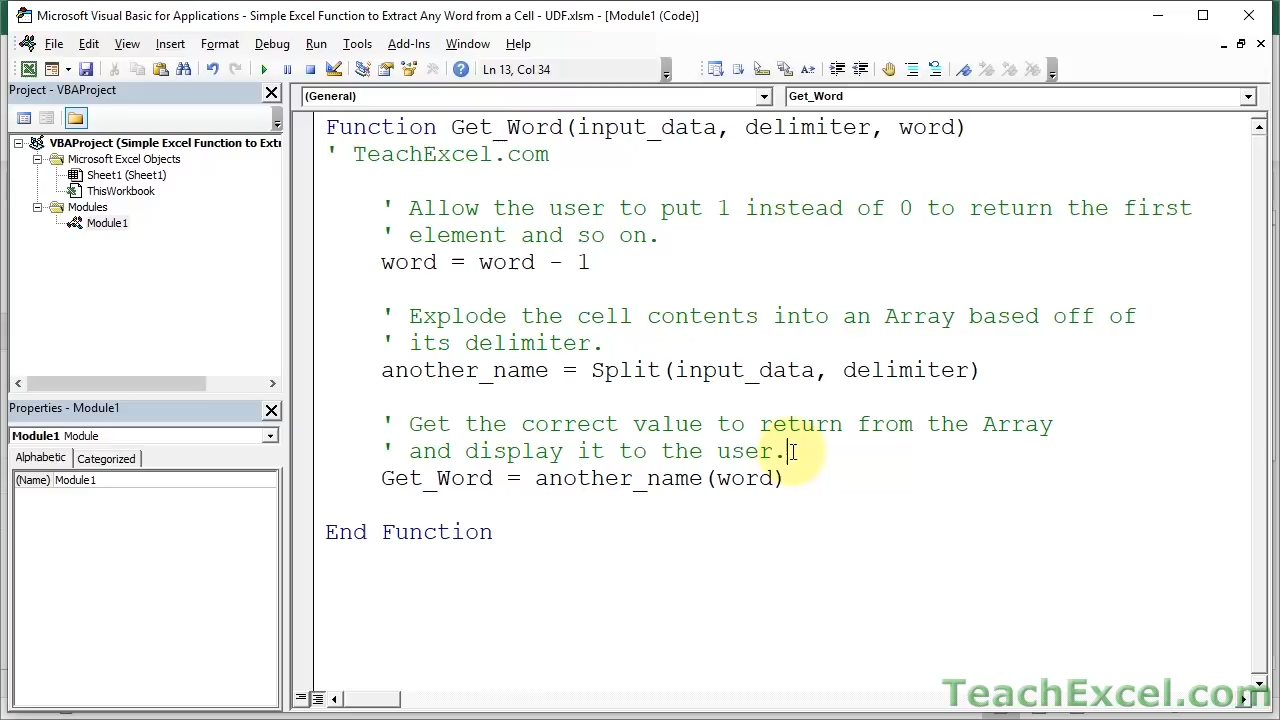 Microsoft Visual Basic for Applications - Simple Excel Function to Extract Any Word from a Cell - UDF.xlsm - [Module1 (Code)]
File Edit View Insert Format Debug Run Tools Add-Ins Window Help
Ln 13, Col 34
Project - VBAProject
(General)
Get_Word
VBAProject (Simple Excel Function to Extr
Microsoft Excel Objects
Sheet1 (Sheet1)
ThisWorkbook
Modules
Module1
Properties - Module1
Module1 Module
Alphabetic Categorized
(Name) Module1
Function Get_Word(input_data, delimiter, word)
' TeachExcel.com
' Allow the user to put 1 instead of 0 to return the first
' element and so on.
word = word - 1
' Explode the cell contents into an Array based off of
' its delimiter.
another_name = Split(input_data, delimiter)
' Get the correct value to return from the Array
' and display it to the user.
Get_Word = another_name(word)
End Function
TeachExcel.com